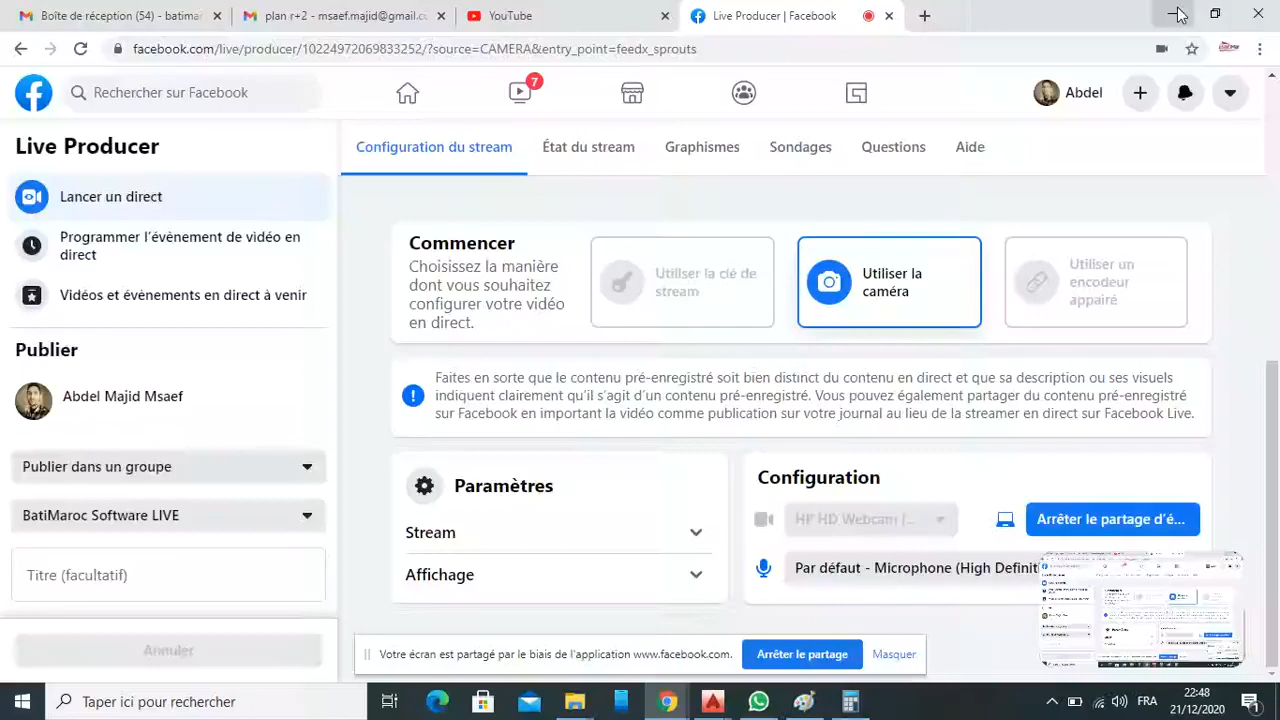 Boîte de réception (54) - batimar
plan r+2 - msaef.majid@gmail.c
YouTube
Live Producer | Facebook
facebook.com/live/producer/10224972069833252/?source=CAMERA&entry_point=feedx_sprouts
Rechercher sur Facebook
7
Abdel
Live Producer
Lancer un direct
Programmer l'évènement de vidéo en
direct
Vidéos et évènements en direct à venir
Publier
Abdel Majid Msaef
Publier dans un groupe
BatiMaroc Software LIVE
Titre (facultatif)
Annuler
Configuration du stream
État du stream
Graphismes
Sondages
Questions
Aide
Commencer
Choisissez la manière
dont vous souhaitez
configurer votre vidéo
en direct.
Utiliser la clé de
stream
Utiliser la
caméra
Utiliser un
encodeur
appairé
Faites en sorte que le contenu pré-enregistré soit bien distinct du contenu en direct et que sa description ou ses visuels
indiquent clairement qu'il s'agit d'un contenu pré-enregistré. Vous pouvez également partager du contenu pré-enregistré
sur Facebook en important la vidéo comme publication sur votre journal au lieu de la streamer en direct sur Facebook Live.
Paramètres
Stream
Affichage
Configuration
HP HD Webcam [...
Arrêter le partage d'é...
Par défaut - Microphone (High Definit
Votre écran est partagé avec l'application www.facebook.com.
Arrêter le partage
Masquer
Taper ici pour rechercher
FRA
22:48
21/12/2020
1